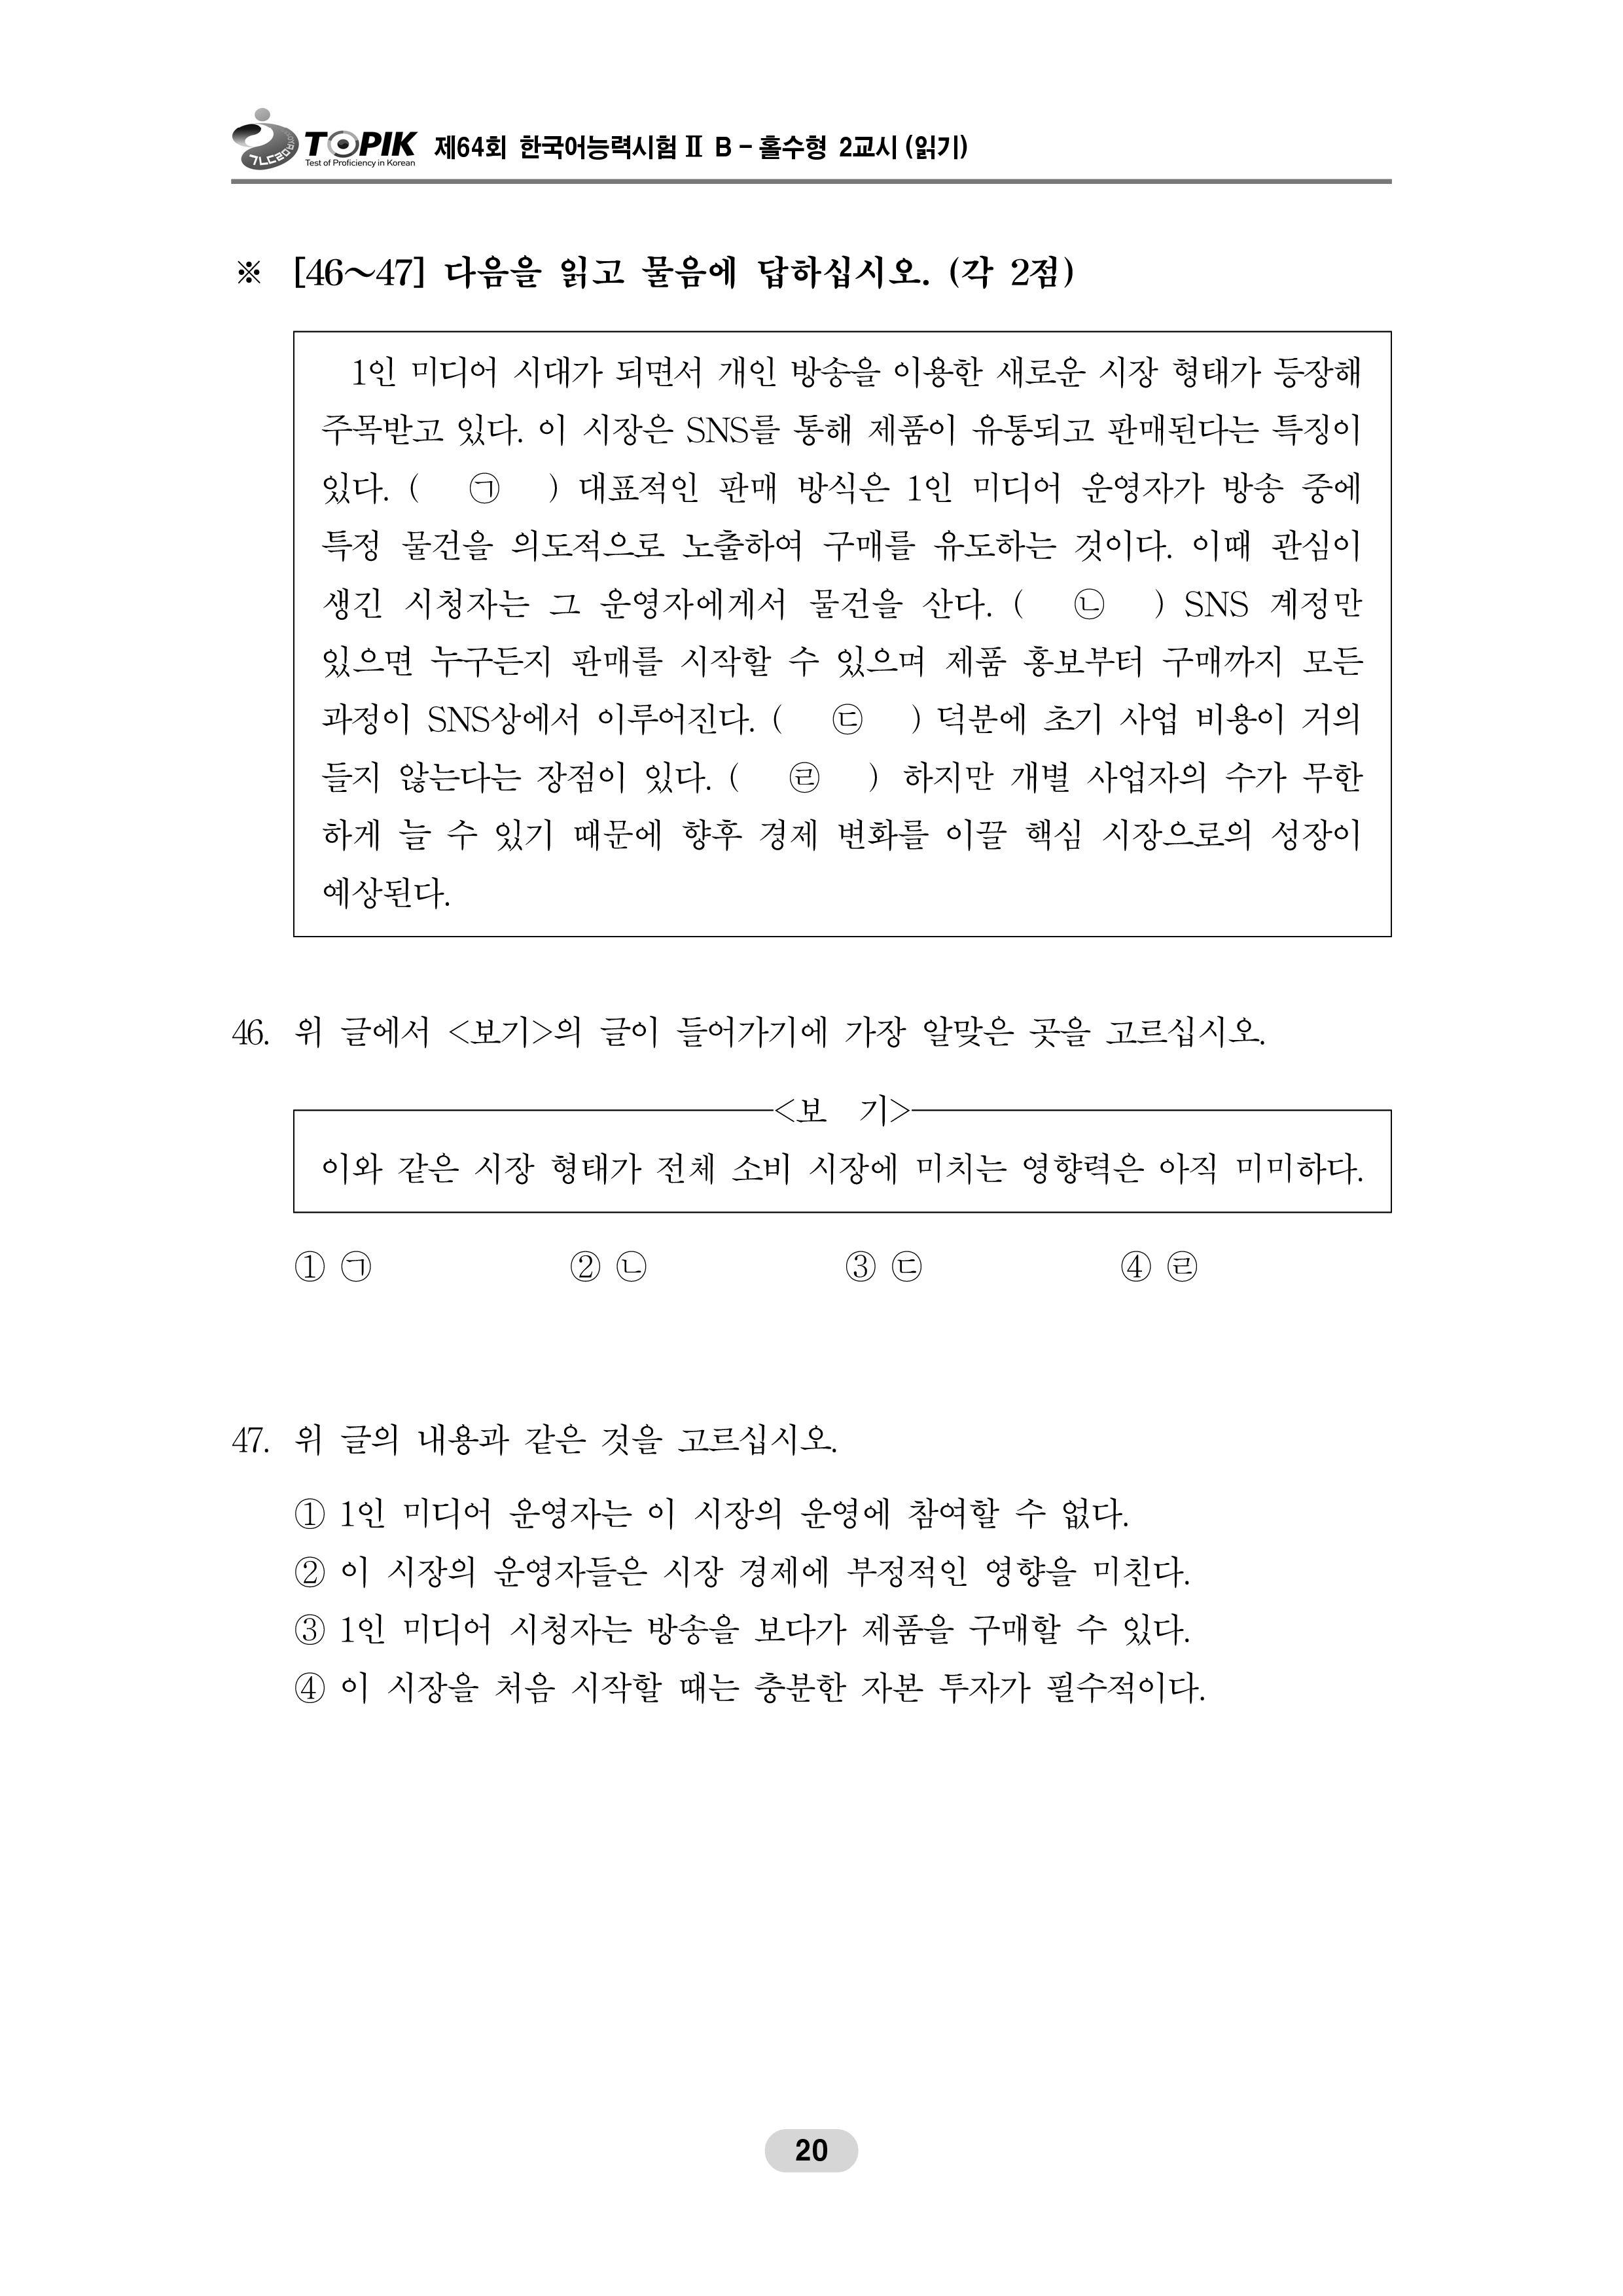 TOPIK
Test of Proficiency in Korean
제64회 한국어능력시험 Ⅱ B - 홀수형 2교시 (읽기)
※ [46~47] 다음을 읽고 물음에 답하십시오. (각 2점)
1인 미디어 시대가 되면서 개인 방송을 이용한 새로운 시장 형태가 등장해
주목받고 있다. 이 시장은 SNS를 통해 제품이 유통되고 판매된다는 특징이
있다. ( ㉠ ) 대표적인 판매 방식은 1인 미디어 운영자가 방송 중에
특정 물건을 의도적으로 노출하여 구매를 유도하는 것이다. 이때 관심이
생긴 시청자는 그 운영자에게서 물건을 산다. ( ㉡ ) SNS 계정만
있으면 누구든지 판매를 시작할 수 있으며 제품 홍보부터 구매까지 모든
과정이 SNS상에서 이루어진다. ( ㉢ ) 덕분에 초기 사업 비용이 거의
들지 않는다는 장점이 있다. ( ㉣ ) 하지만 개별 사업자의 수가 무한
하게 늘 수 있기 때문에 향후 경제 변화를 이끌 핵심 시장으로의 성장이
예상된다.
46. 위 글에서 <보기>의 글이 들어가기에 가장 알맞은 곳을 고르십시오.
<보 기>
이와 같은 시장 형태가 전체 소비 시장에 미치는 영향력은 아직 미미하다.
① ㉠ ② ㉡ ③ ㉢ ④ ㉣
47. 위 글의 내용과 같은 것을 고르십시오.
① 1인 미디어 운영자는 이 시장의 운영에 참여할 수 없다.
② 이 시장의 운영자들은 시장 경제에 부정적인 영향을 미친다.
③ 1인 미디어 시청자는 방송을 보다가 제품을 구매할 수 있다.
④ 이 시장을 처음 시작할 때는 충분한 자본 투자가 필수적이다.
20